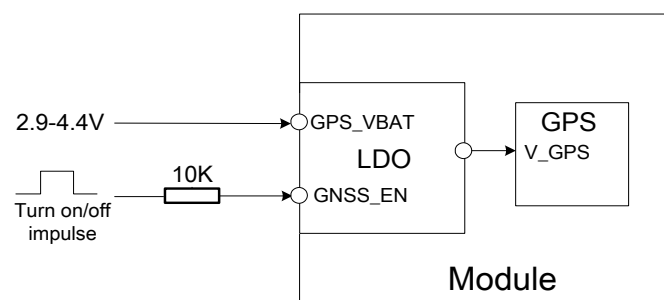 2.9-4.4V
GPS_VBAT
LDO
GPS
V_GPS
10K
GNSS_EN
Turn on/off
impulse
Module